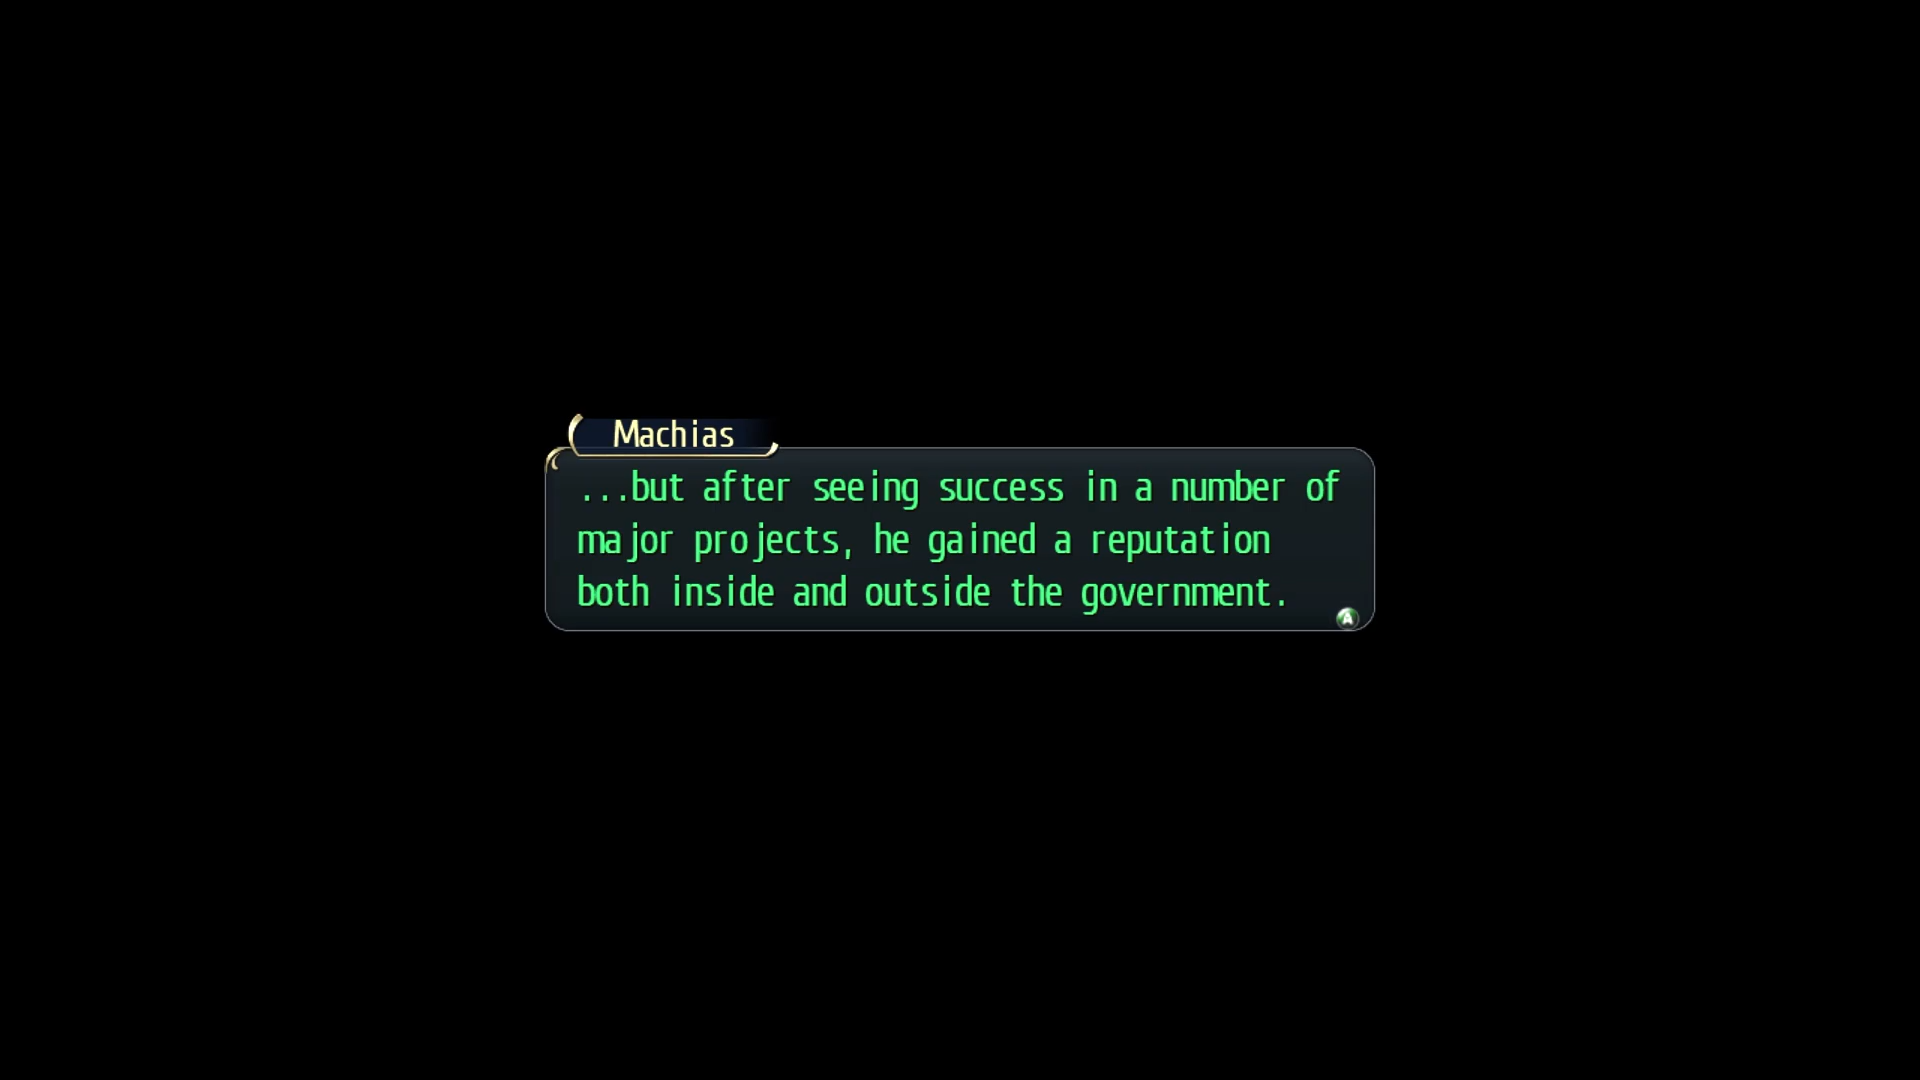 Machias
...but after seeing success in a number of
major projects, he gained a reputation
both inside and outside the government.
A